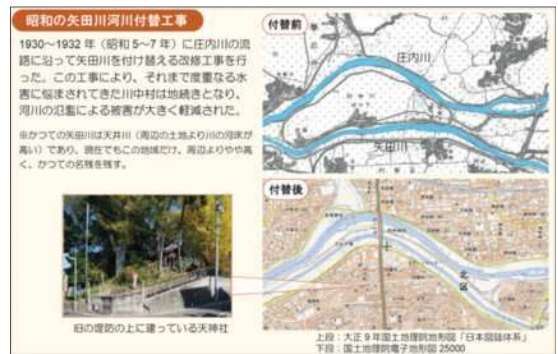 昭和の矢田川河川付替工事
1930〜1932年（昭和5〜7年）に庄内川の流
路に沿って矢田川を付け替える改修工事を行
った。この工事により、それまで度重なる水
害に悩まされてきた川中村は地続きとなり、
河川の氾濫による被害が大きく軽減された。
※かつての矢田川は天井川（周辺の土地より川の河床が
高い）であり、現在でもこの地域だけ、周辺よりやや高
く、かつての名残を残す。
旧の堤防の上に建っている天神社
付替前
庄内川
矢田川
付替後
北区
上段：大正9年国土地理院地形図「日本図誌体系」
下段：国土地理院電子地形図25000